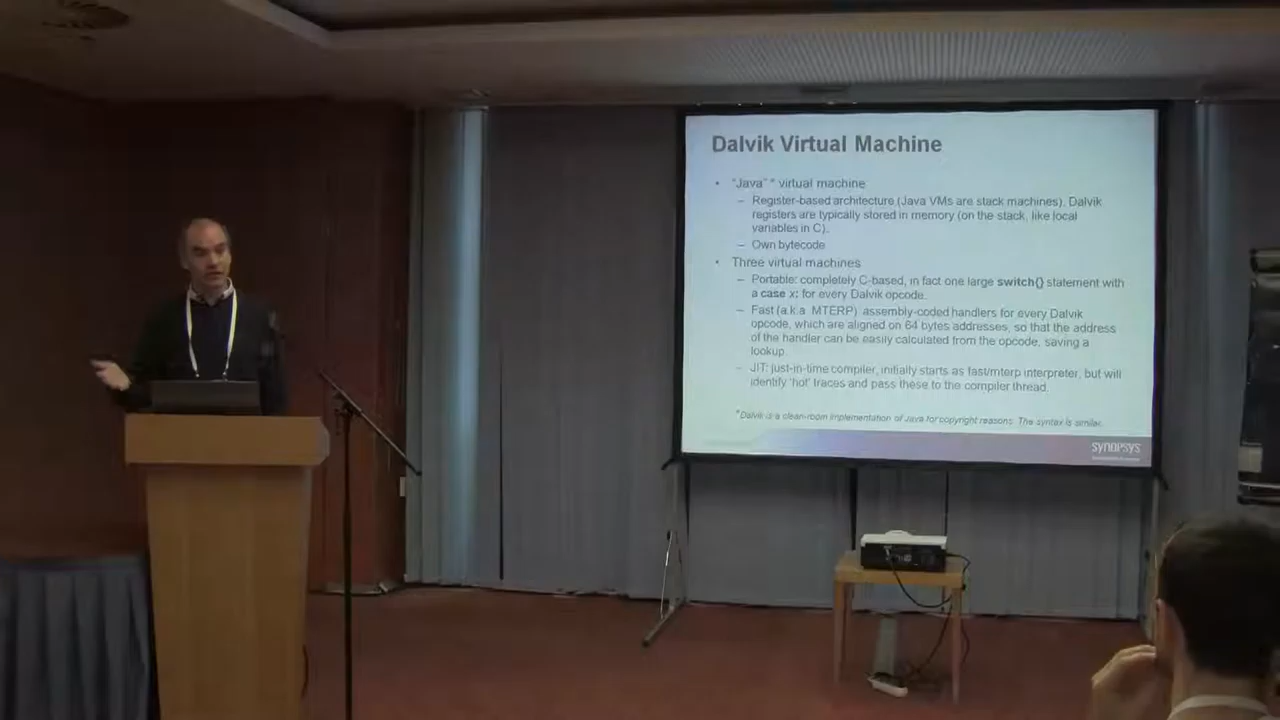 Dalvik Virtual Machine
• "Java" * virtual machine
– Register-based architecture (Java VMs are stack machines). Dalvik
registers are typically stored in memory (on the stack, like local
variables in C).
– Own bytecode
• Three virtual machines
– Portable: completely C-based, in fact one large switch() statement with
a case x: for every Dalvik opcode.
– Fast (a.k.a. MTERP) assembly-coded handlers for every Dalvik
opcode, which are aligned on 64 bytes addresses, so that the address
of the handler can be easily calculated from the opcode, saving a
lookup.
– JIT: just-in-time compiler, initially starts as fast/mterp interpreter, but will
identify 'hot' traces and pass these to the compiler thread.
*Dalvik is a clean-room implementation of Java for copyright reasons. The syntax is similar.
SYNOPSYS